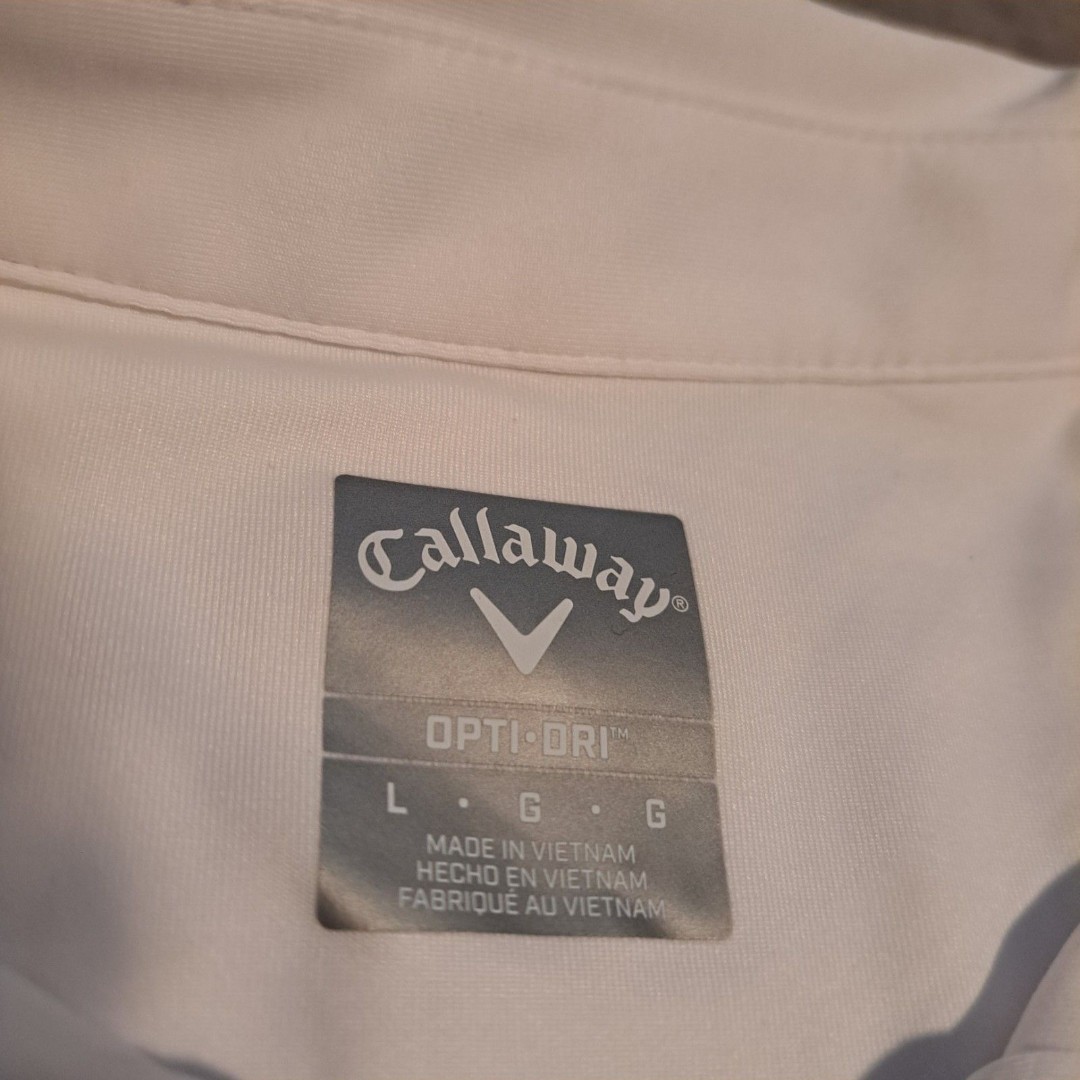 Callaway®
OPTI•DRI™
L • G • G
MADE IN VIETNAM
HECHO EN VIETNAM
FABRIQUÉ AU VIETNAM